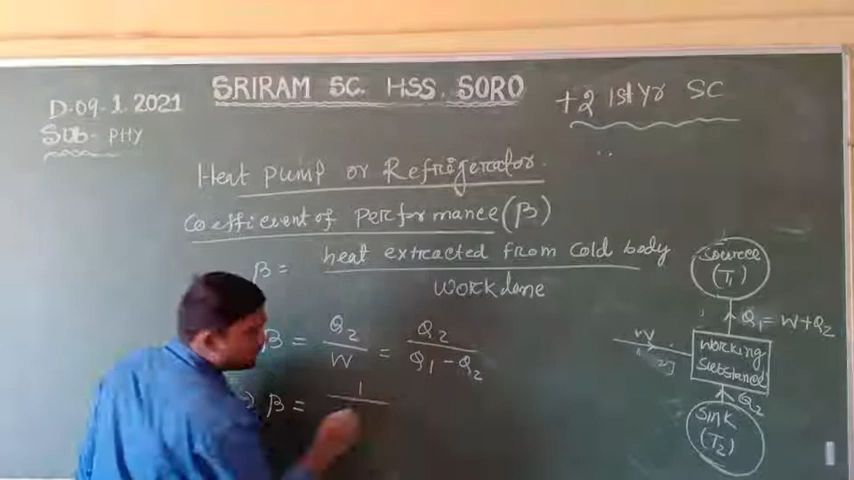 SRIRAM SC. HSS. SORO
D.09-1.2021
+2 1st Yr SC
SUB- PHY
Heat pump or Refrigerator.
Coefficient of Performance (β)
β = heat extracted from cold body
Work done
β = Q2 / W = Q2 / Q1 - Q2
β = 1
Source
(T1)
Q1 = W+Q2
W
Working
Substance
Q2
Sink
(T2)